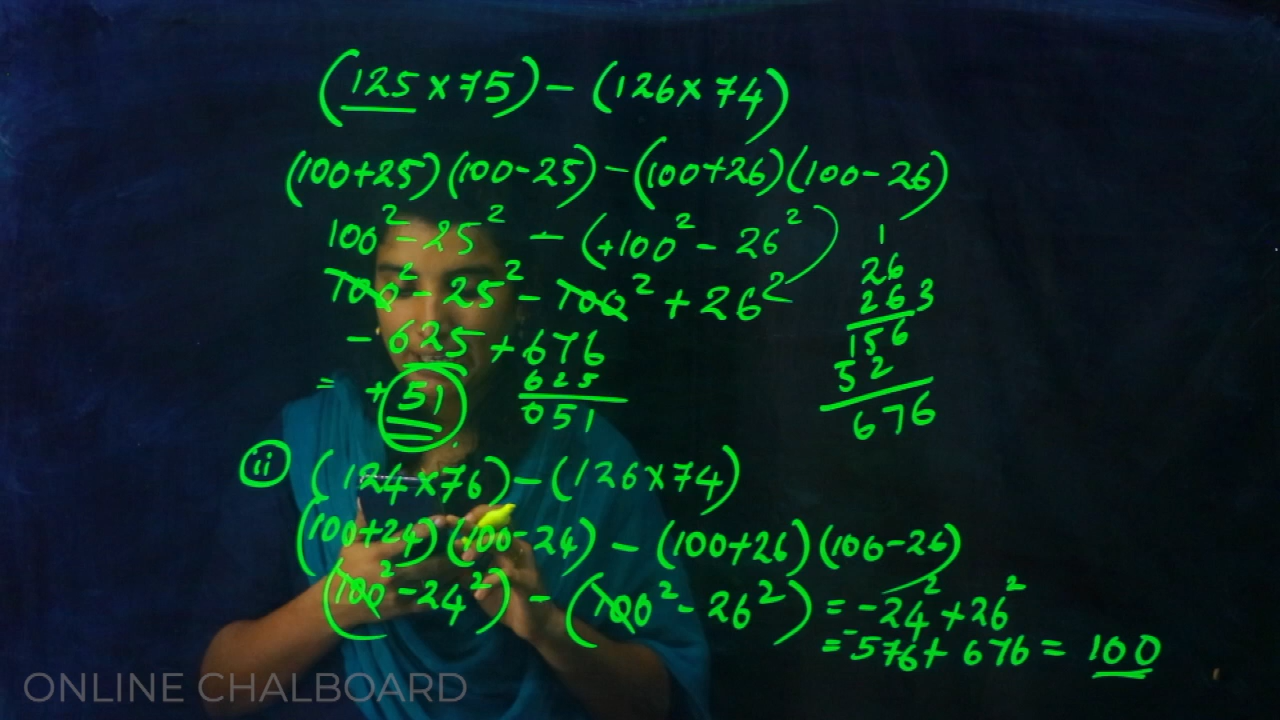 (125×75)-(126×74)
(100+25)(100-25)-(100+26)(100-26)
100²-25² - (+100²- 26²)
100²-25²-100²+26²
-625+676
625
= +51 051
1
26
263
156
52
676
ii (124×76)-(126×74)
(100+24)(100-24) - (100+26)(100-26)
(100²-24²) - (100²-26²) = -24²+26²
= -576+ 676 = 100
ONLINE CHALBOARD